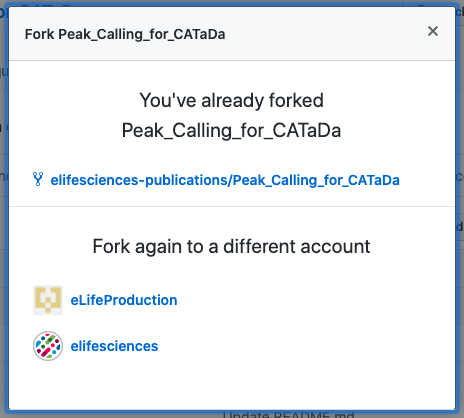 Fork Peak_Calling_for_CATaDa
You've already forked
Peak_Calling_for_CATaDa
elifesciences-publications/Peak_Calling_for_CATaDa
Fork again to a different account
eLifeProduction
elifesciences
Update README.md